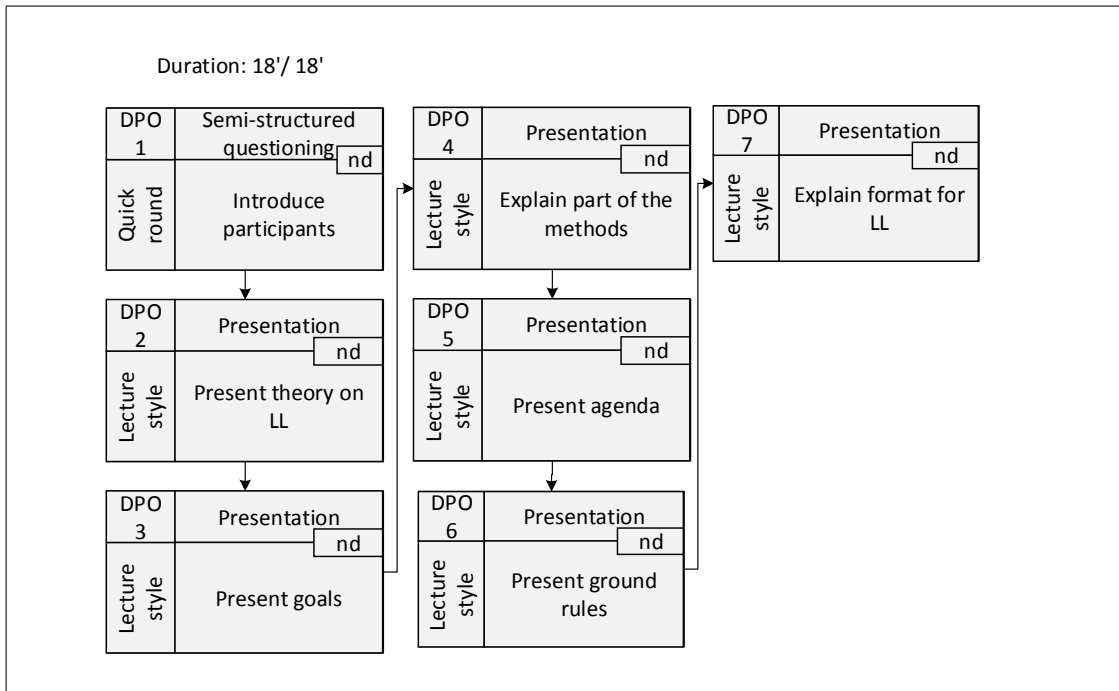 Duration: 18'/ 18'
DPO
1
Semi-structured
questioning
nd
Quick
round
Introduce
participants
DPO
2
Presentation
nd
Lecture
style
Present theory on
LL
DPO
3
Presentation
nd
Lecture
style
Present goals
DPO
4
Presentation
nd
Lecture
style
Explain part of the
methods
DPO
5
Presentation
nd
Lecture
style
Present agenda
DPO
6
Presentation
nd
Lecture
style
Present ground
rules
DPO
7
Presentation
nd
Lecture
style
Explain format for
LL